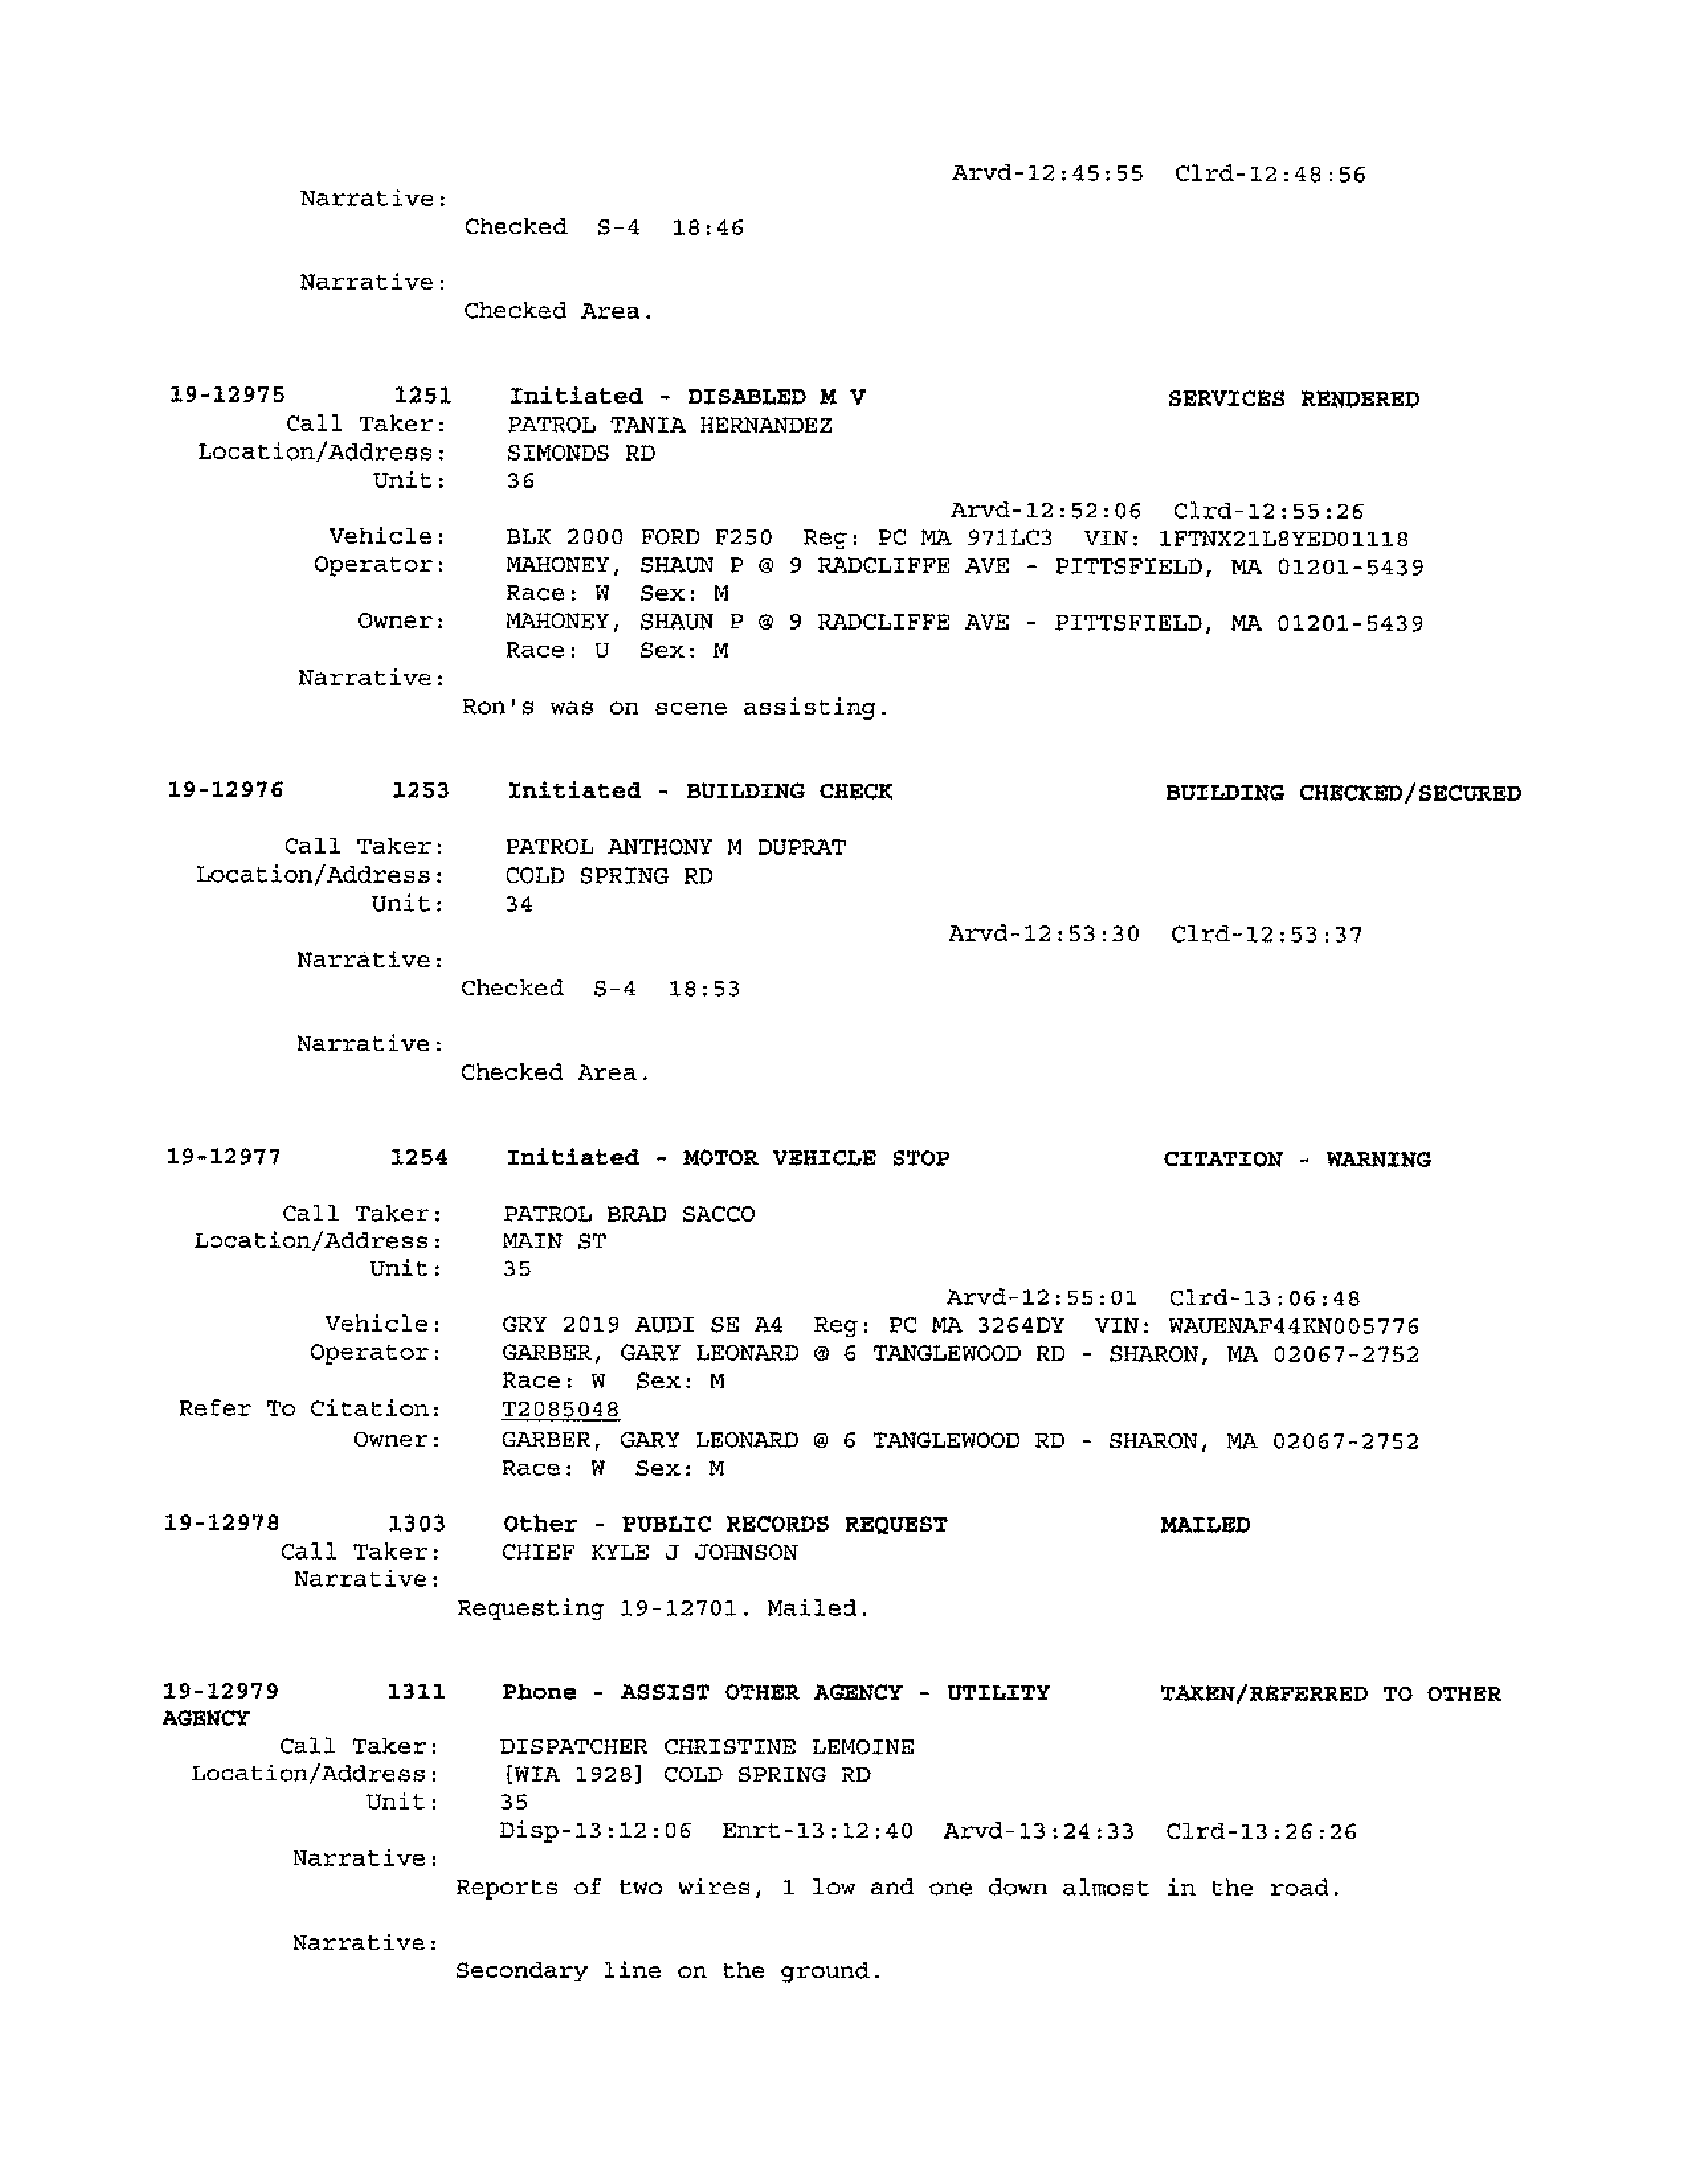 Arvd-12:45:55 Clrd-12:48:56
Narrative:
Checked S-4 18:46
Narrative:
Checked Area.
19-12975 1251 Initiated - DISABLED M V SERVICES RENDERED
Call Taker: PATROL TANIA HERNANDEZ
Location/Address: SIMONDS RD
Unit: 36
Arvd-12:52:06 Clrd-12:55:26
Vehicle: BLK 2000 FORD F250 Reg: PC MA 971LC3 VIN: 1FTNX21L8YED01118
Operator: MAHONEY, SHAUN P @ 9 RADCLIFFE AVE - PITTSFIELD, MA 01201-5439
Race: W Sex: M
Owner: MAHONEY, SHAUN P @ 9 RADCLIFFE AVE - PITTSFIELD, MA 01201-5439
Race: U Sex: M
Narrative:
Ron's was on scene assisting.
19-12976 1253 Initiated - BUILDING CHECK BUILDING CHECKED/SECURED
Call Taker: PATROL ANTHONY M DUPRAT
Location/Address: COLD SPRING RD
Unit: 34
Arvd-12:53:30 Clrd-12:53:37
Narrative:
Checked S-4 18:53
Narrative:
Checked Area.
19-12977 1254 Initiated - MOTOR VEHICLE STOP CITATION - WARNING
Call Taker: PATROL BRAD SACCO
Location/Address: MAIN ST
Unit: 35
Arvd-12:55:01 Clrd-13:06:48
Vehicle: GRY 2019 AUDI SE A4 Reg: PC MA 3264DY VIN: WAUENAF44KN005776
Operator: GARBER, GARY LEONARD @ 6 TANGLEWOOD RD - SHARON, MA 02067-2752
Race: W Sex: M
Refer To Citation: T2085048
Owner: GARBER, GARY LEONARD @ 6 TANGLEWOOD RD - SHARON, MA 02067-2752
Race: W Sex: M
19-12978 1303 Other - PUBLIC RECORDS REQUEST MAILED
Call Taker: CHIEF KYLE J JOHNSON
Narrative:
Requesting 19-12701. Mailed.
19-12979 1311 Phone - ASSIST OTHER AGENCY - UTILITY TAKEN/REFERRED TO OTHER
AGENCY
Call Taker: DISPATCHER CHRISTINE LEMOINE
Location/Address: [WIA 1928] COLD SPRING RD
Unit: 35
Disp-13:12:06 Enrt-13:12:40 Arvd-13:24:33 Clrd-13:26:26
Narrative:
Reports of two wires, 1 low and one down almost in the road.
Narrative:
Secondary line on the ground.